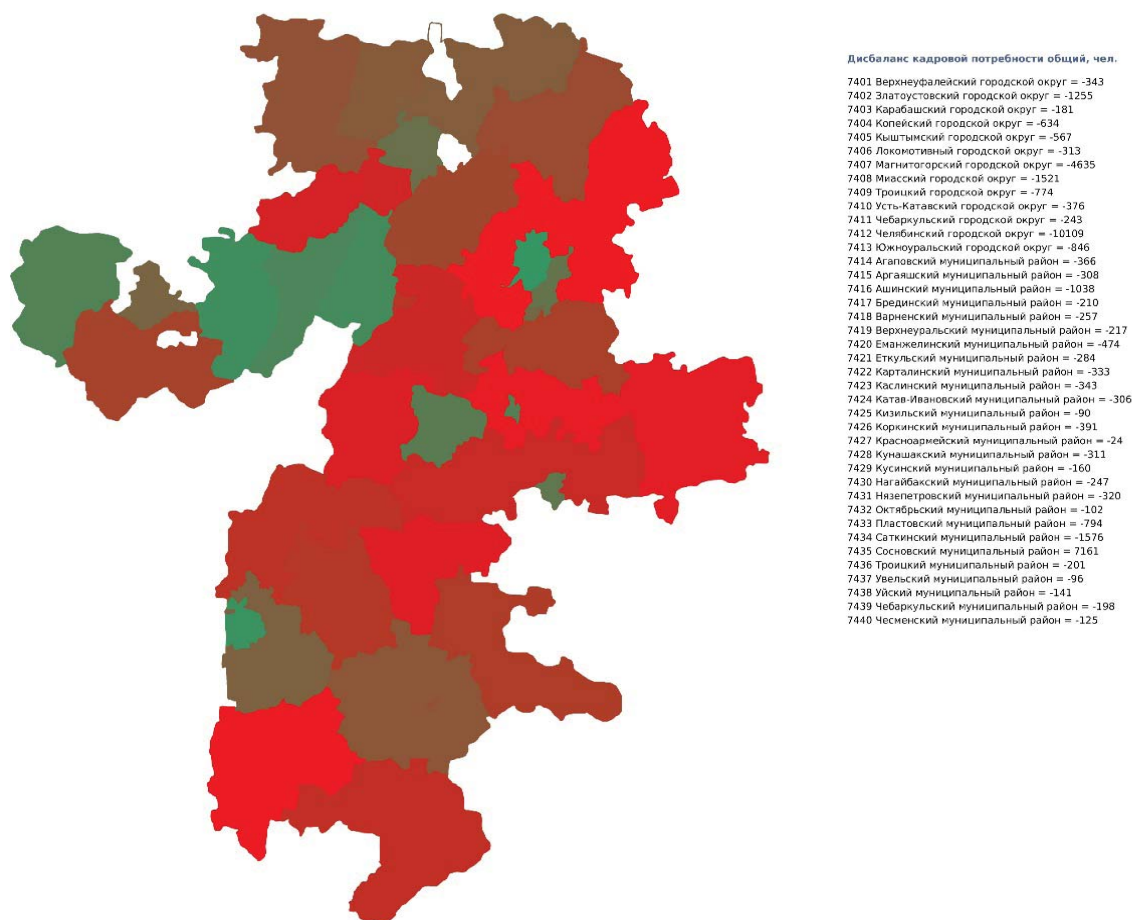 Дисбаланс кадровой потребности общий, чел.
7401 Верхнеуфалейский городской округ = -343
7402 Златоустовский городской округ = -1255
7403 Карабашский городской округ = -181
7404 Копейский городской округ = -634
7405 Кыштымский городской округ = -567
7406 Локомотивный городской округ = -313
7407 Магнитогорский городской округ = -4635
7408 Миасский городской округ = -1521
7409 Троицкий городской округ = -774
7410 Усть-Катавский городской округ = -376
7411 Чебаркульский городской округ = -243
7412 Челябинский городской округ = -10109
7413 Южноуральский городской округ = -846
7414 Агаповский муниципальный район = -366
7415 Аргаяшский муниципальный район = -308
7416 Ашинский муниципальный район = -1038
7417 Брединский муниципальный район = -210
7418 Варненский муниципальный район = -257
7419 Верхнеуральский муниципальный район = -217
7420 Еманжелинский муниципальный район = -474
7421 Еткульский муниципальный район = -284
7422 Карталинский муниципальный район = -333
7423 Каслинский муниципальный район = -343
7424 Катав-Ивановский муниципальный район = -306
7425 Кизильский муниципальный район = -90
7426 Коркинский муниципальный район = -391
7427 Красноармейский муниципальный район = -24
7428 Кунашакский муниципальный район = -311
7429 Кусинский муниципальный район = -160
7430 Нагайбакский муниципальный район = -247
7431 Нязепетровский муниципальный район = -320
7432 Октябрьский муниципальный район = -102
7433 Пластовский муниципальный район = -794
7434 Саткинский муниципальный район = -1576
7435 Сосновский муниципальный район = 7161
7436 Троицкий муниципальный район = -201
7437 Увельский муниципальный район = -96
7438 Уйский муниципальный район = -141
7439 Чебаркульский муниципальный район = -198
7440 Чесменский муниципальный район = -125